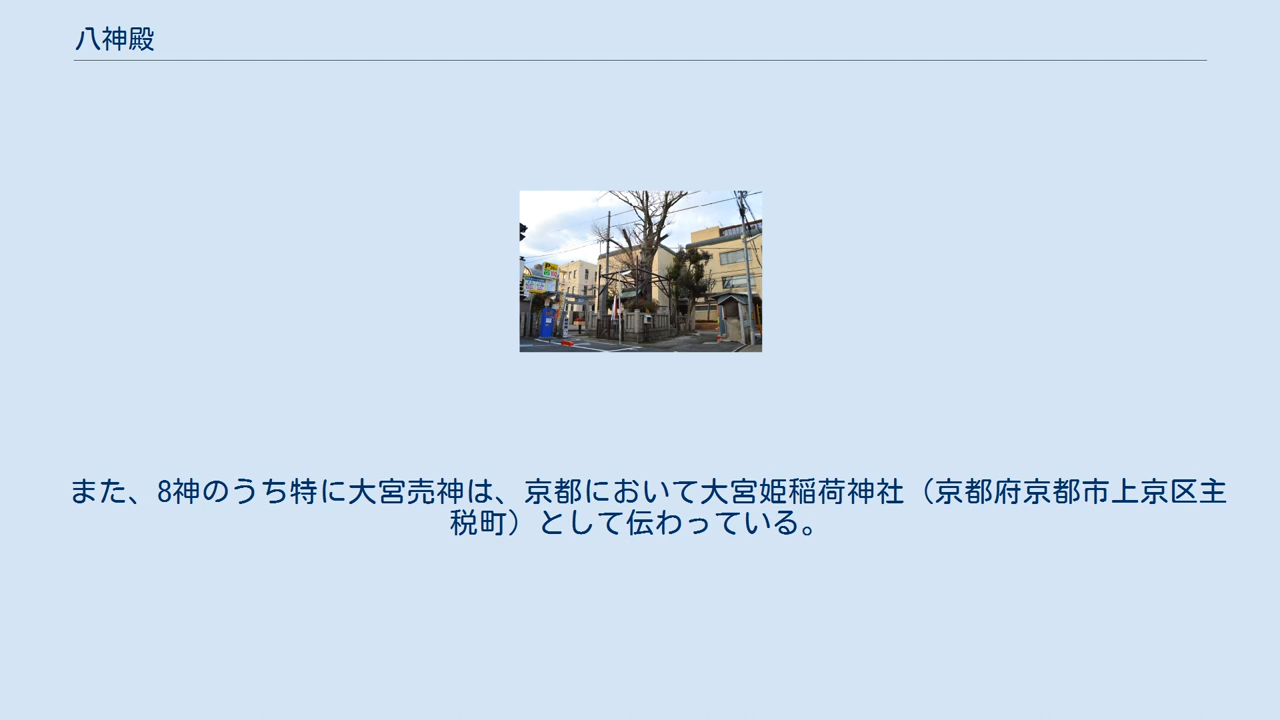 八神殿
また、8神のうち特に大宮売神は、京都において大宮姫稲荷神社（京都府京都市上京区主
税町）として伝わっている。